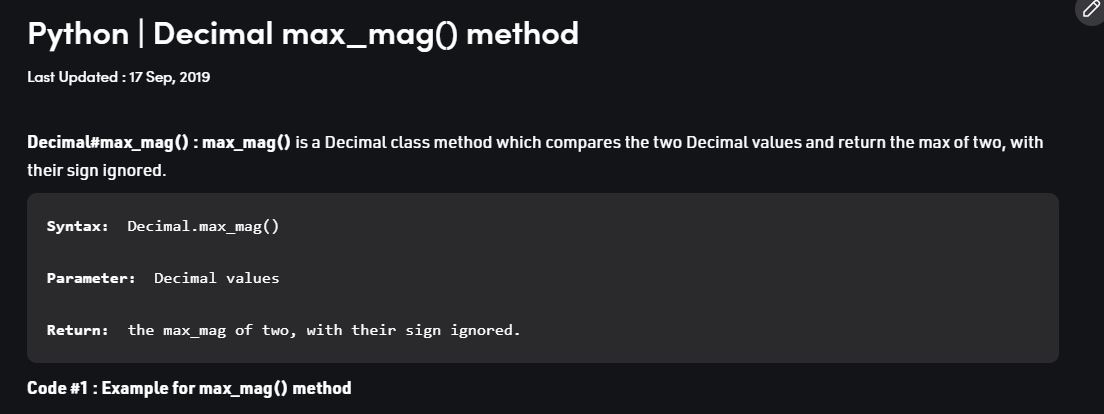 Python | Decimal max_mag() method
Last Updated : 17 Sep, 2019
Decimal#max_mag() : max_mag() is a Decimal class method which compares the two Decimal values and return the max of two, with
their sign ignored.
Syntax:  Decimal.max_mag()
Parameter:  Decimal values
Return:  the max_mag of two, with their sign ignored.
Code #1 : Example for max_mag() method